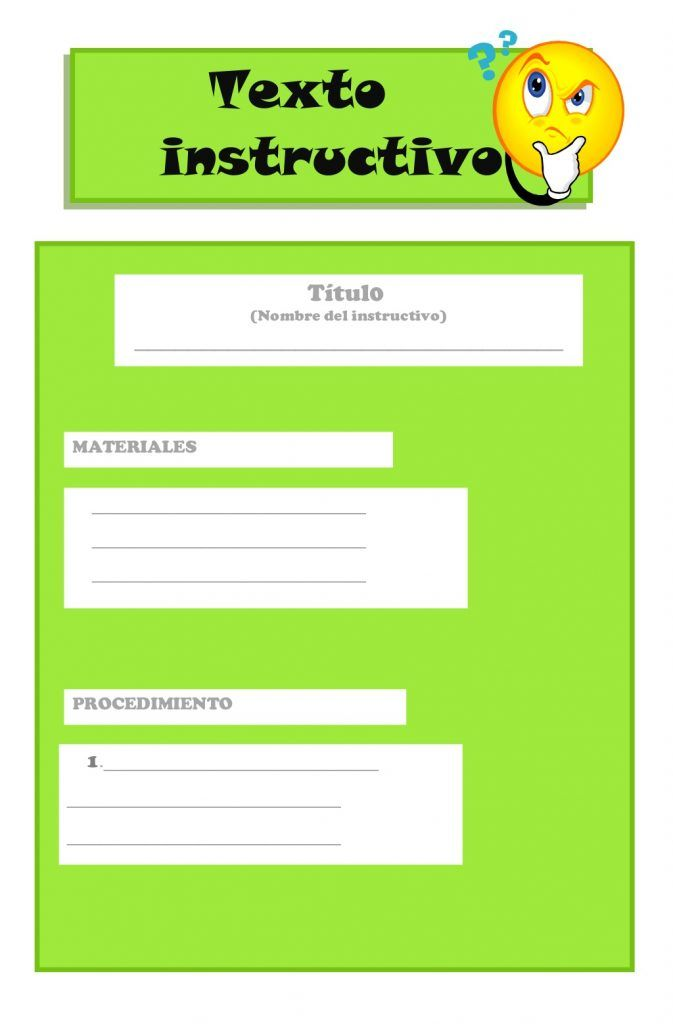 ? ?
Texto
instructivo
Título
(Nombre del instructivo)
MATERIALES
PROCEDIMIENTO
1.